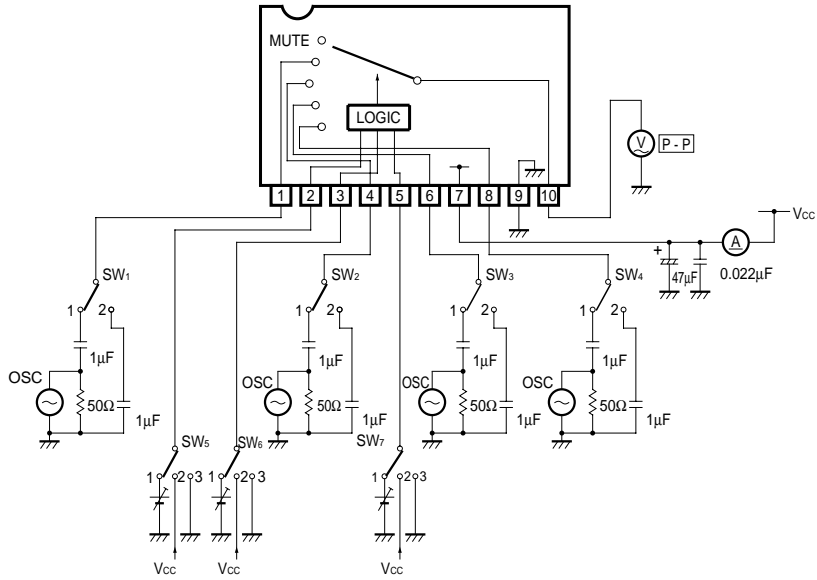 MUTE
LOGIC
V P - P
1 2 3 4 5 6 7 8 9 10
VCC
A
+
47μF 0.022μF
SW1 SW2 SW3 SW4
1 2 1 2 1 2 1 2
1μF 1μF 1μF 1μF
OSC OSC OSC OSC
50Ω 50Ω 50Ω 50Ω
1μF 1μF 1μF 1μF
SW5 SW6 SW7
1 2 3 1 2 3 1 2 3
VCC VCC VCC